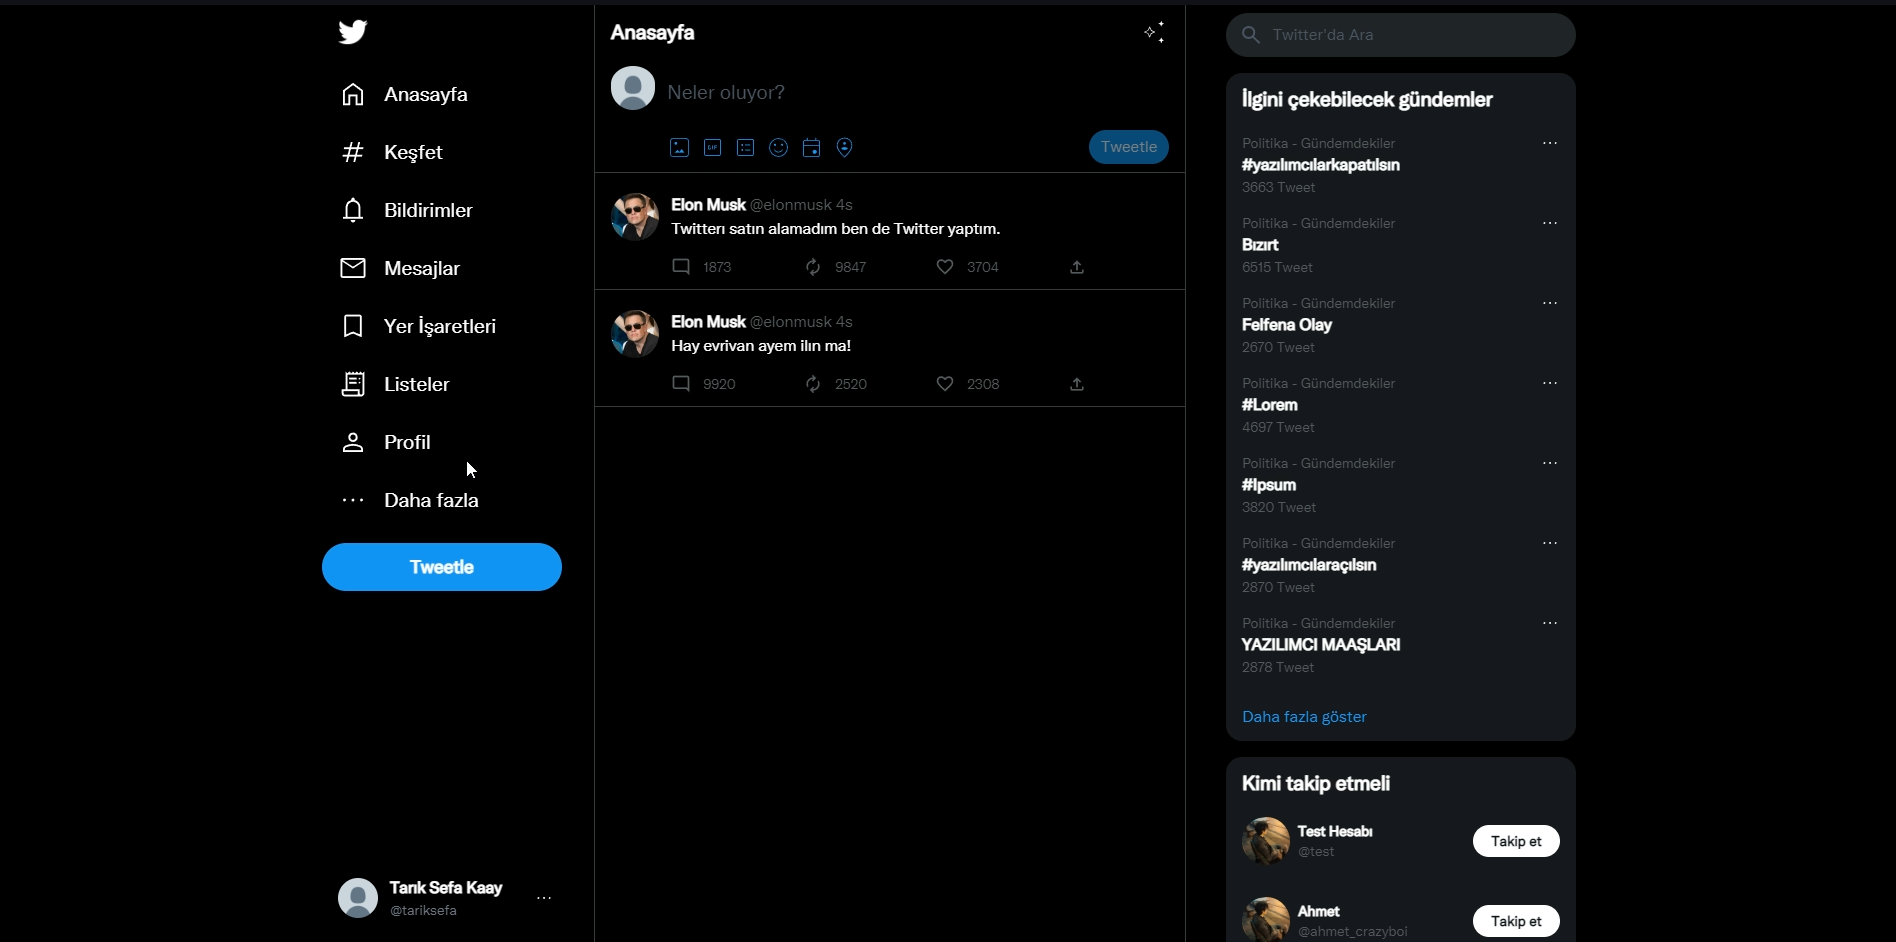 Anasayfa
Keşfet
Bildirimler
Mesajlar
Yer İşaretleri
Listeler
Profil
Daha fazla
Tweetle
Tarık Sefa Kaay
@tariksefa
Anasayfa
Neler oluyor?
GIF
Tweetle
Elon Musk @elonmusk 4s
Twitterı satın alamadım ben de Twitter yaptım.
1873 9847 3704
Elon Musk @elonmusk 4s
Hay evrivan ayem ilın ma!
9920 2520 2308
Twitter'da Ara
İlgini çekebilecek gündemler
Politika - Gündemdekiler
#yazılımcılarkapatılsın
3663 Tweet
Politika - Gündemdekiler
Bızırt
6515 Tweet
Politika - Gündemdekiler
Felfena Olay
2670 Tweet
Politika - Gündemdekiler
#Lorem
4697 Tweet
Politika - Gündemdekiler
#Ipsum
3820 Tweet
Politika - Gündemdekiler
#yazılımcılaraçılsın
2870 Tweet
Politika - Gündemdekiler
YAZILIMCI MAAŞLARI
2878 Tweet
Daha fazla göster
Kimi takip etmeli
Test Hesabı
@test
Takip et
Ahmet
@ahmet_crazyboi
Takip et